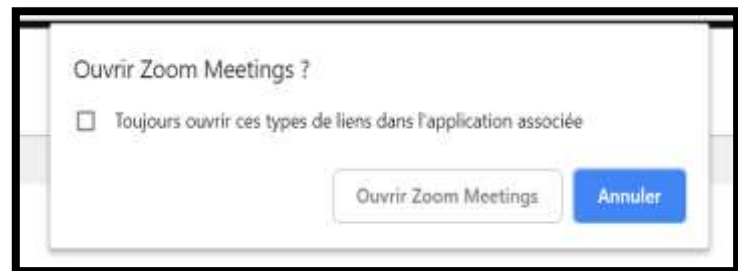 Ouvrir Zoom Meetings ?
Toujours ouvrir ces types de liens dans l'application associée
Ouvrir Zoom Meetings
Annuler